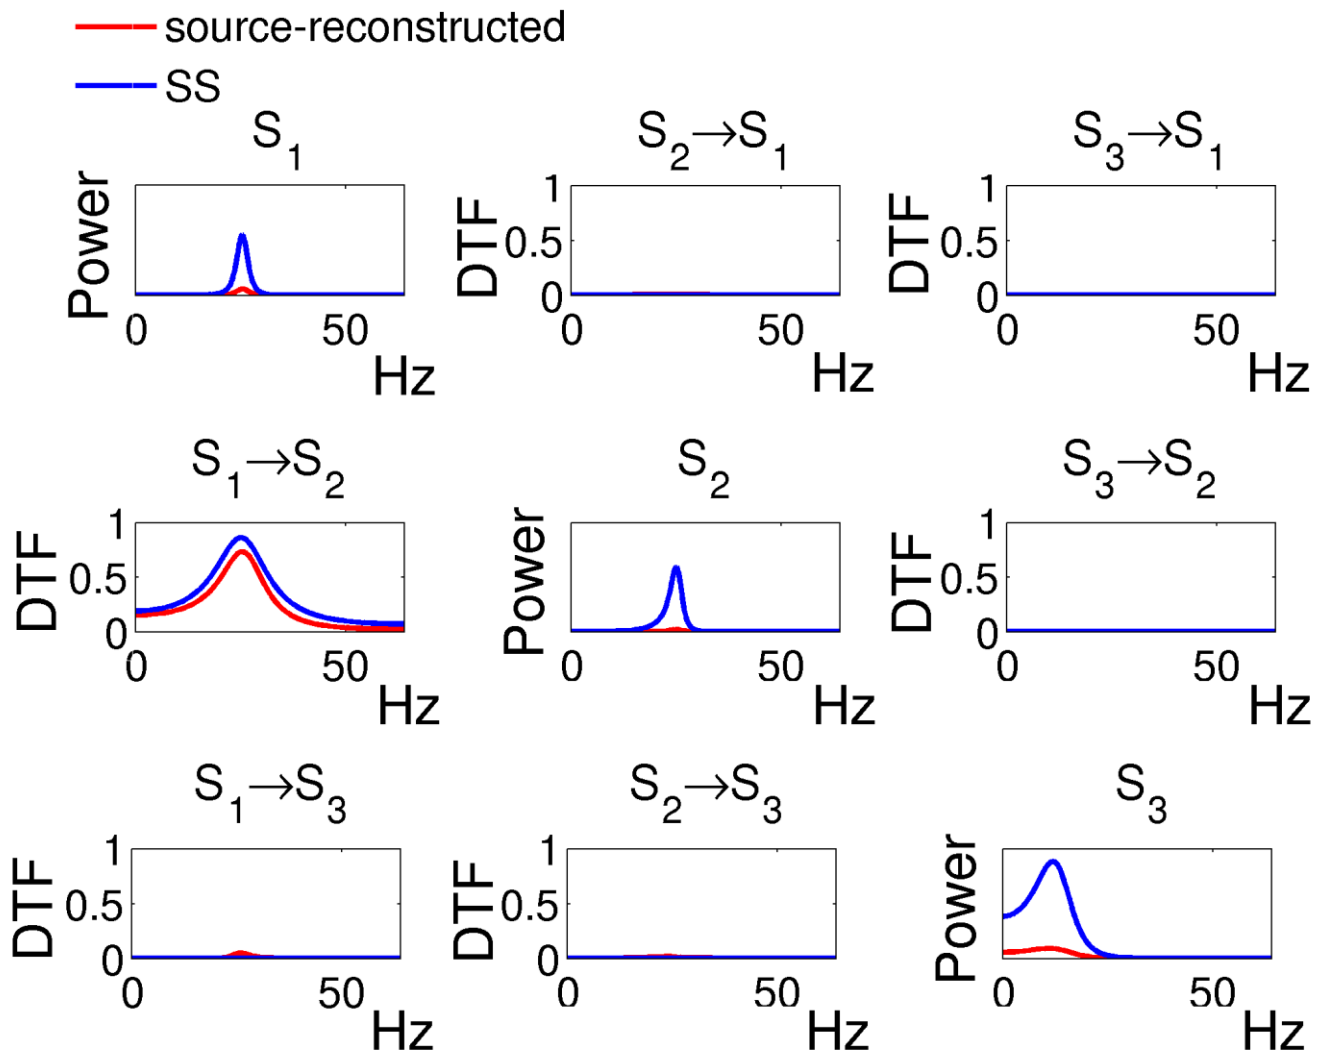 source-reconstructed
SS
S₁
S₂→S₁
S₃→S₁
Power
DTF
1
0.5
0
DTF
1
0.5
0
0 50
0 50
0 50
Hz
Hz
Hz
S₁→S₂
S₂
S₃→S₂
DTF
1
0.5
0
Power
DTF
1
0.5
0
0 50
0 50
0 50
Hz
Hz
Hz
S₁→S₃
S₂→S₃
S₃
DTF
1
0.5
0
DTF
1
0.5
0
Power
0 50
0 50
0 50
Hz
Hz
Hz